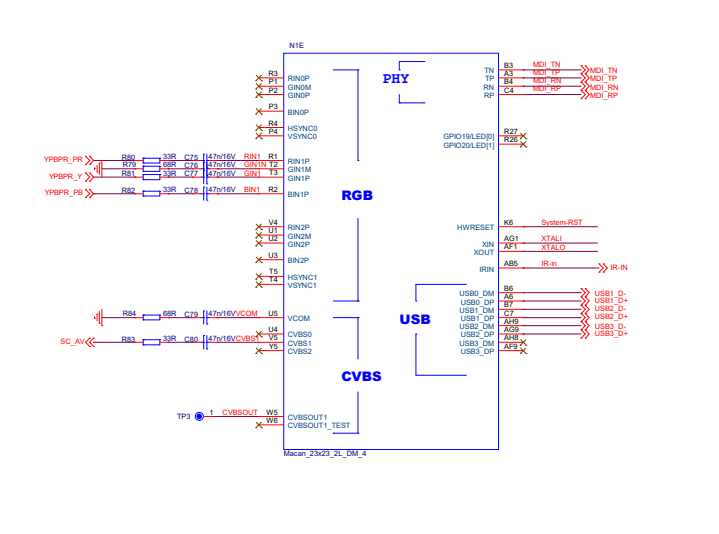 N1E
PHY
R3 RIN0P
P1 GIN0M
P2 GIN0P
P3 BIN0P
R4 HSYNC0
P4 VSYNC0
YPBPR_PR R80 33R C75 47n/16V RIN1 R1 RIN1P
R79 68R C76 47n/16V GIN1N T2 GIN1M
YPBPR_Y R81 33R C77 47n/16V GIN1 T3 GIN1P
YPBPR_PB R82 33R C78 47n/16V BIN1 R2 BIN1P
RGB
V4 RIN2P
U1 GIN2M
U2 GIN2P
U3 BIN2P
T5 HSYNC1
T4 VSYNC1
R84 68R C79 47n/16V VCOM U5 VCOM
U4 CVBS0
SC_AV R83 33R C80 47n/16V CVBS1 V5 CVBS1
Y5 CVBS2
CVBS
TP3 1 CVBSOUT W5 CVBSOUT1
W6 CVBSOUT1_TEST
TN B3 MDI_TN MDI_TN
TP A3 MDI_TP MDI_TP
RN B4 MDI_RN MDI_RN
RP C4 MDI_RP MDI_RP
GPIO19/LED[0] R27
GPIO20/LED[1] R26
HWRESET K6 System-RST
XIN AG1 XTALI
XOUT AF1 XTALO
IRIN AB5 IR-in IR-IN
USB
USB0_DM B6 USB1_D-
USB0_DP A6 USB1_D+
USB1_DM B7 USB2_D-
USB1_DP C7 USB2_D+
USB2_DM AH9 USB3_D-
USB2_DP AG9 USB3_D+
USB3_DM AH8
USB3_DP AF9
Macan_23x23_2L_DM_4